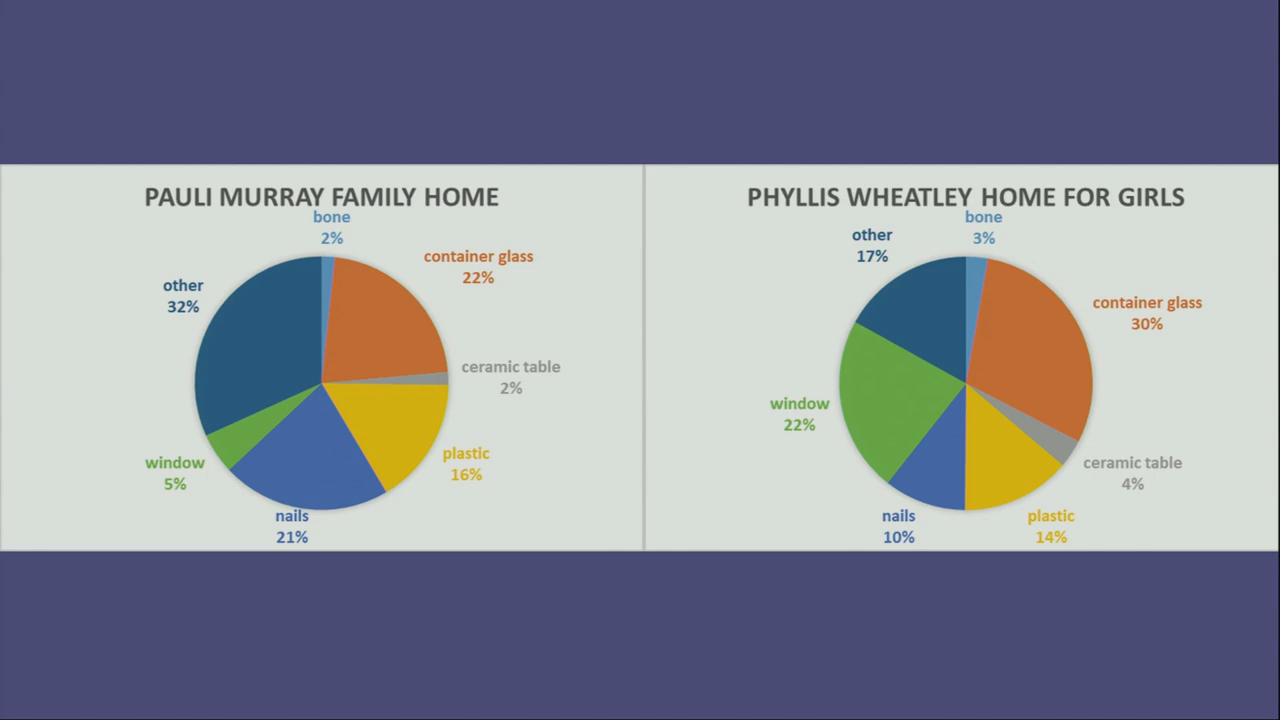 PAULI MURRAY FAMILY HOME
bone
2%
container glass
22%
other
32%
ceramic table
2%
plastic
16%
window
5%
nails
21%
PHYLLIS WHEATLEY HOME FOR GIRLS
bone
3%
other
17%
container glass
30%
window
22%
ceramic table
4%
nails
10%
plastic
14%